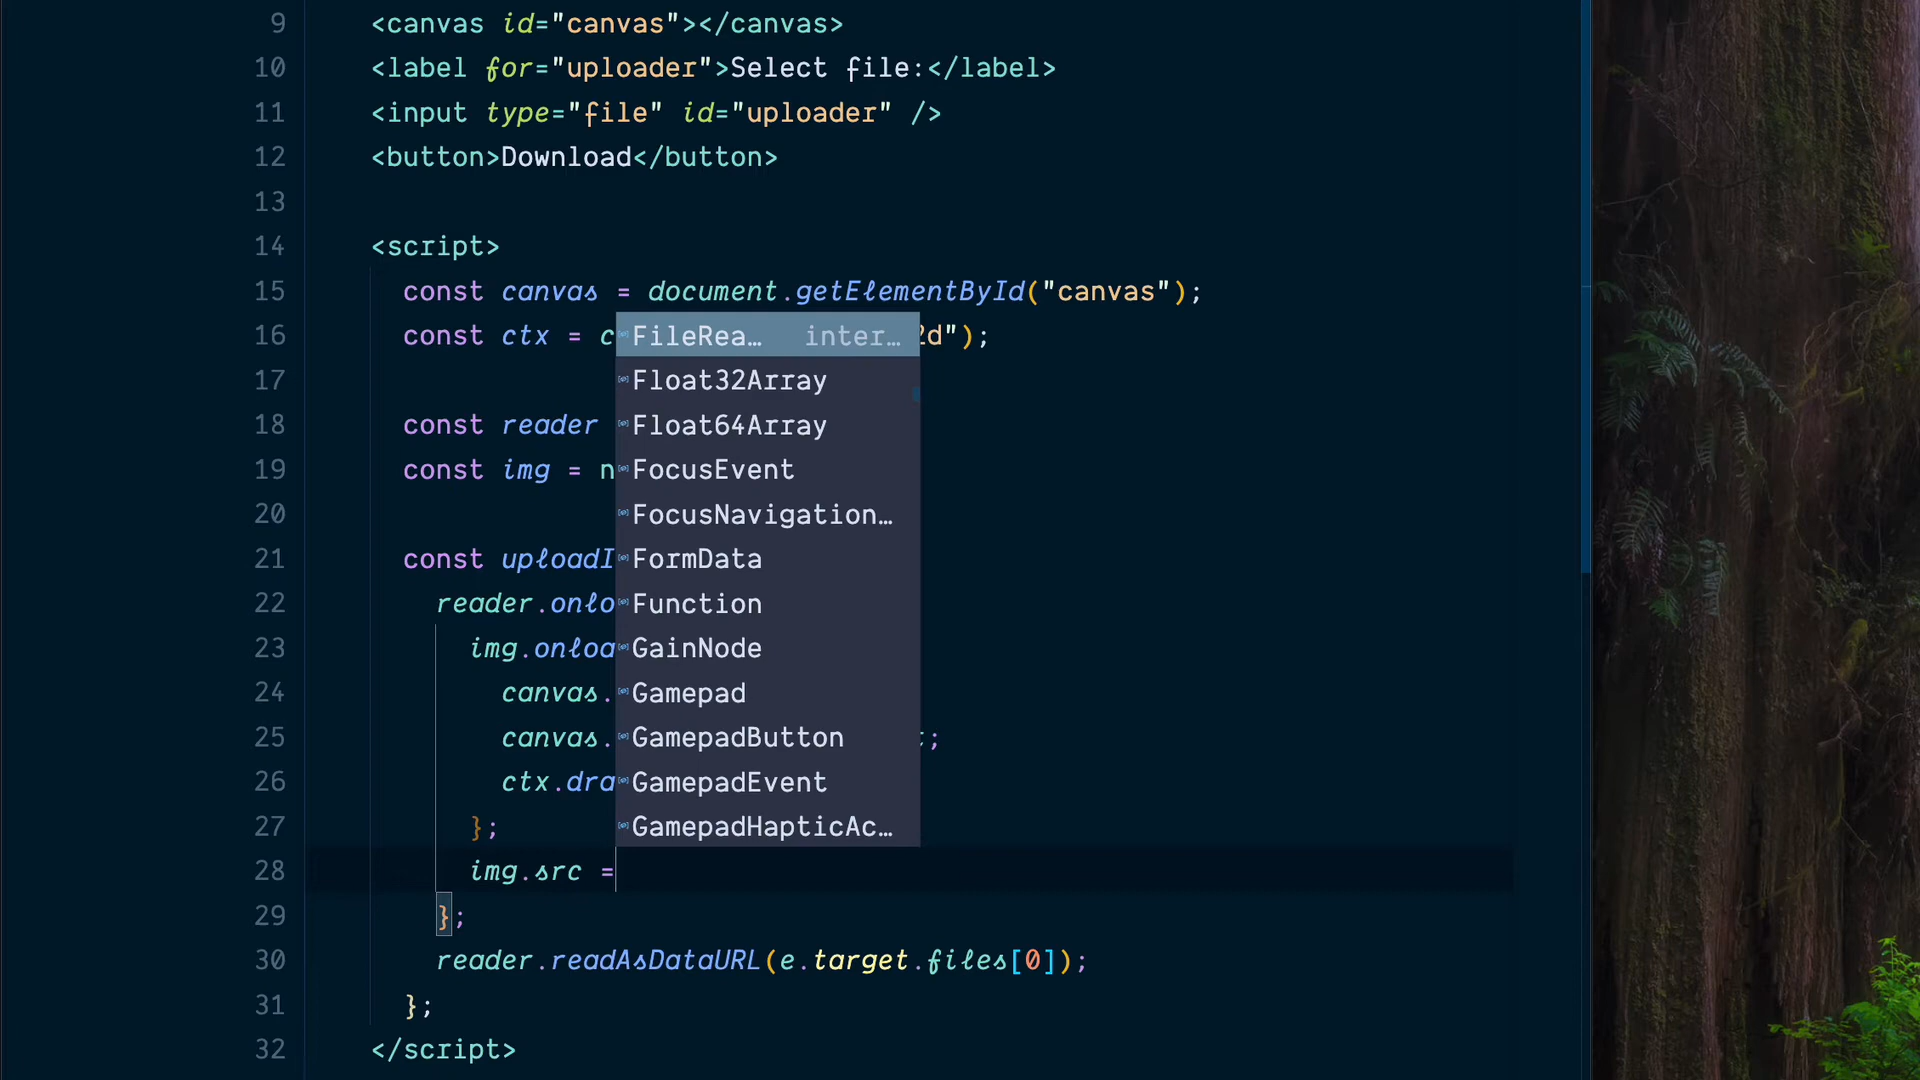 9 <canvas id="canvas"></canvas>
10 <label for="uploader">Select file:</label>
11 <input type="file" id="uploader" />
12 <button>Download</button>
13
14 <script>
15 const canvas = document.getElementById("canvas");
16 const ctx = c FileRea… inter… 2d");
17 Float32Array
18 const reader Float64Array
19 const img = n FocusEvent
20 FocusNavigation…
21 const uploadI FormData
22 reader.onlo Function
23 img.onloa GainNode
24 canvas. Gamepad
25 canvas. GamepadButton ;
26 ctx.dra GamepadEvent
27 }; GamepadHapticAc…
28 img.src =
29 };
30 reader.readAsDataURL(e.target.files[0]);
31 };
32 </script>